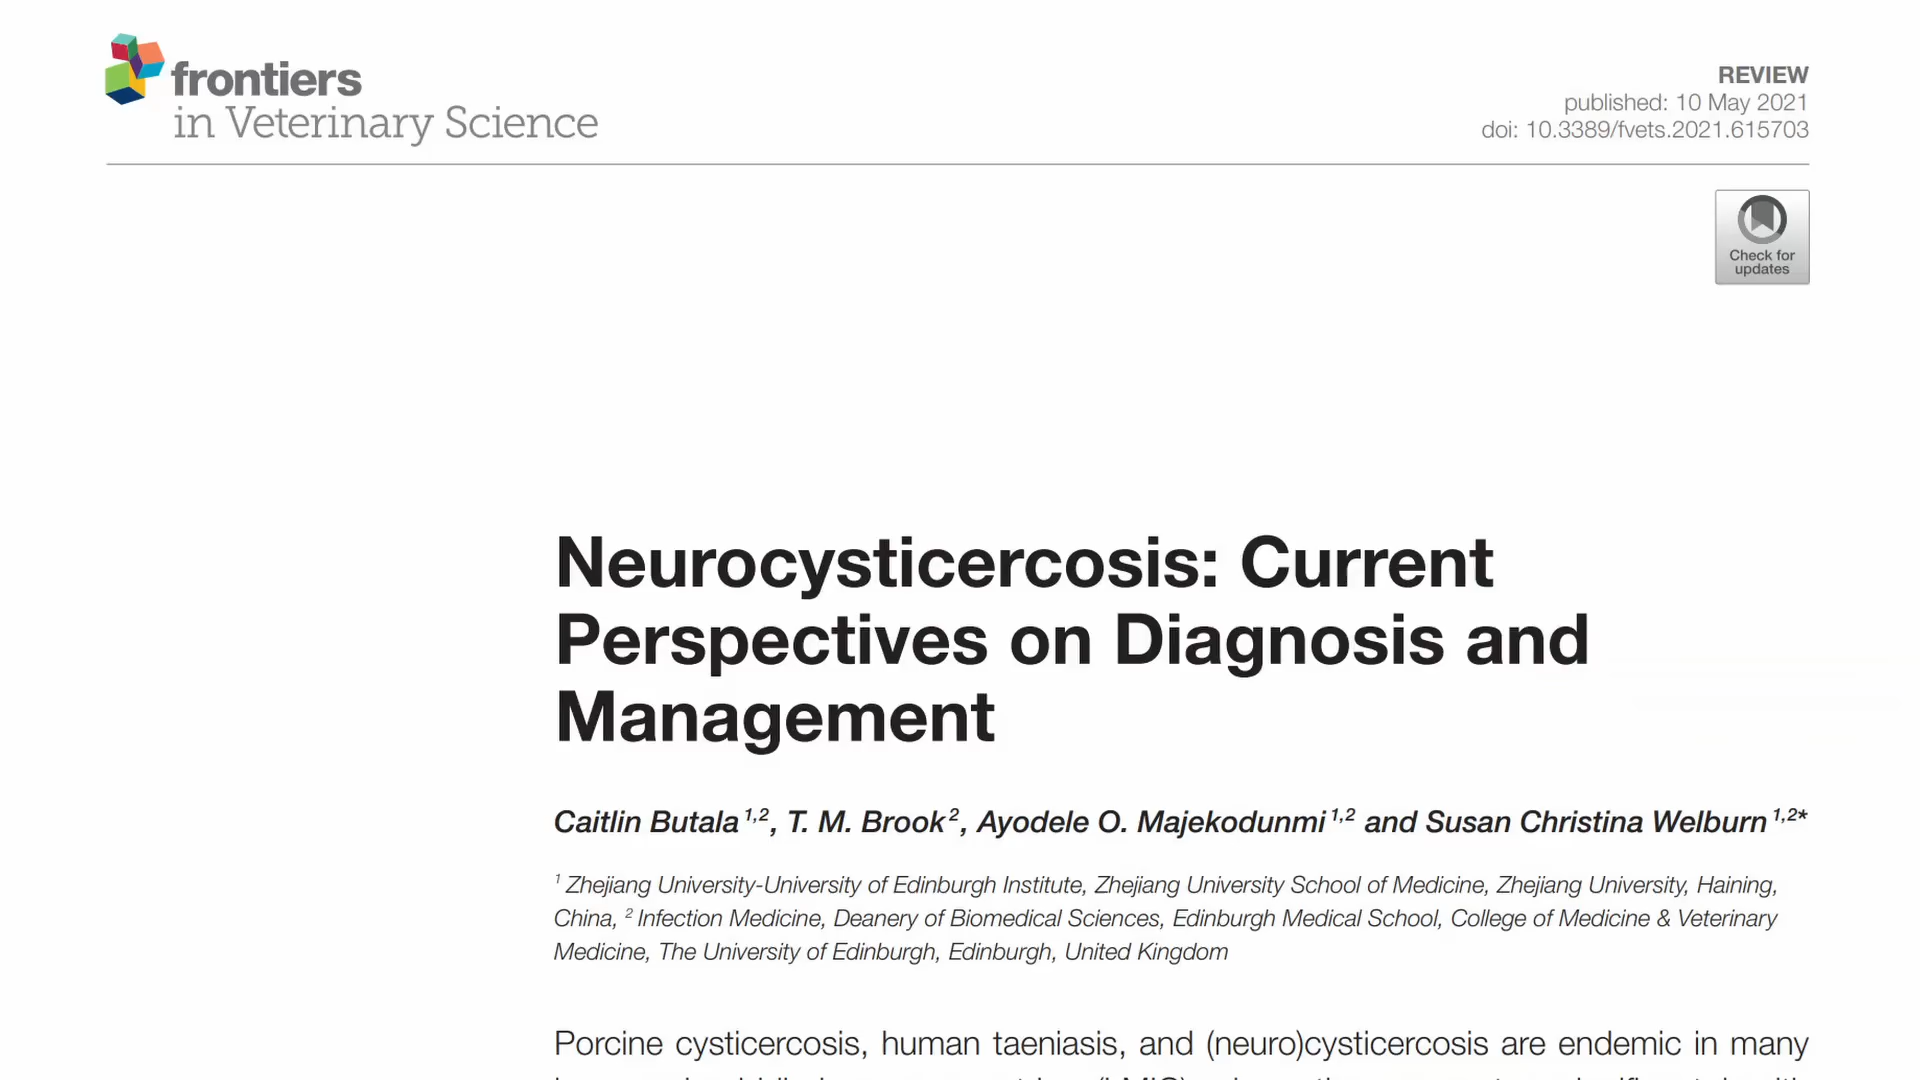 frontiers
in Veterinary Science
REVIEW
published: 10 May 2021
doi: 10.3389/fvets.2021.615703
Check for
updates
Neurocysticercosis: Current
Perspectives on Diagnosis and
Management
Caitlin Butala 1,2, T. M. Brook 2, Ayodele O. Majekodunmi 1,2 and Susan Christina Welburn 1,2*
1 Zhejiang University-University of Edinburgh Institute, Zhejiang University School of Medicine, Zhejiang University, Haining,
China, 2 Infection Medicine, Deanery of Biomedical Sciences, Edinburgh Medical School, College of Medicine & Veterinary
Medicine, The University of Edinburgh, Edinburgh, United Kingdom
Porcine cysticercosis, human taeniasis, and (neuro)cysticercosis are endemic in many